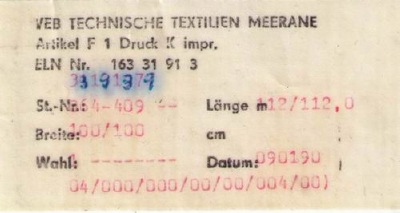 VEB TECHNISCHE TEXTILIEN MEERANE
Artikel F 1 Druck K impr.
ELN Nr. 163 31 91 3
St.-Nr. 64-409 -- Länge m 112/112,0
Breite: 100/100 cm
Wahl: -------- Datum: 090190
04/000/000/00/00/004/00)